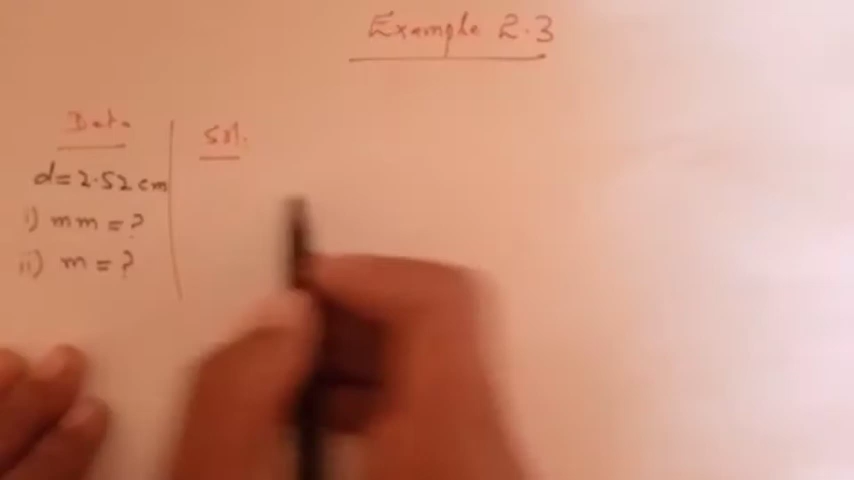 Example 2.3
Data
d = 2.52 cm
i) mm = ?
ii) m = ?
Sol.